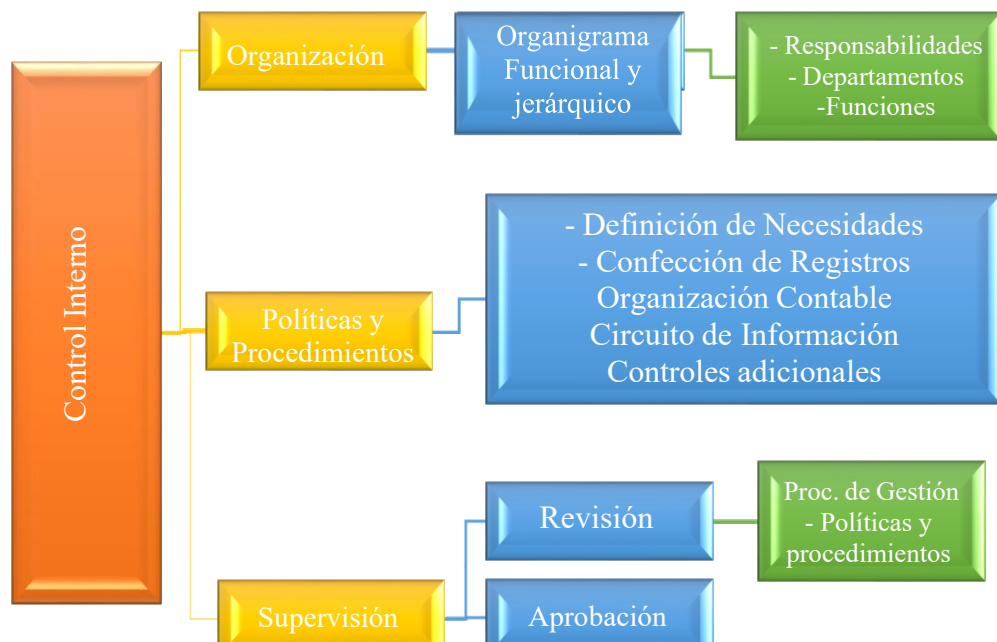 Control Interno
Organización
Organigrama
Funcional y
jerárquico
- Responsabilidades
- Departamentos
-Funciones
Políticas y
Procedimientos
- Definición de Necesidades
- Confección de Registros
Organización Contable
Circuito de Información
Controles adicionales
Supervisión
Revisión
Proc. de Gestión
- Políticas y
procedimientos
Aprobación